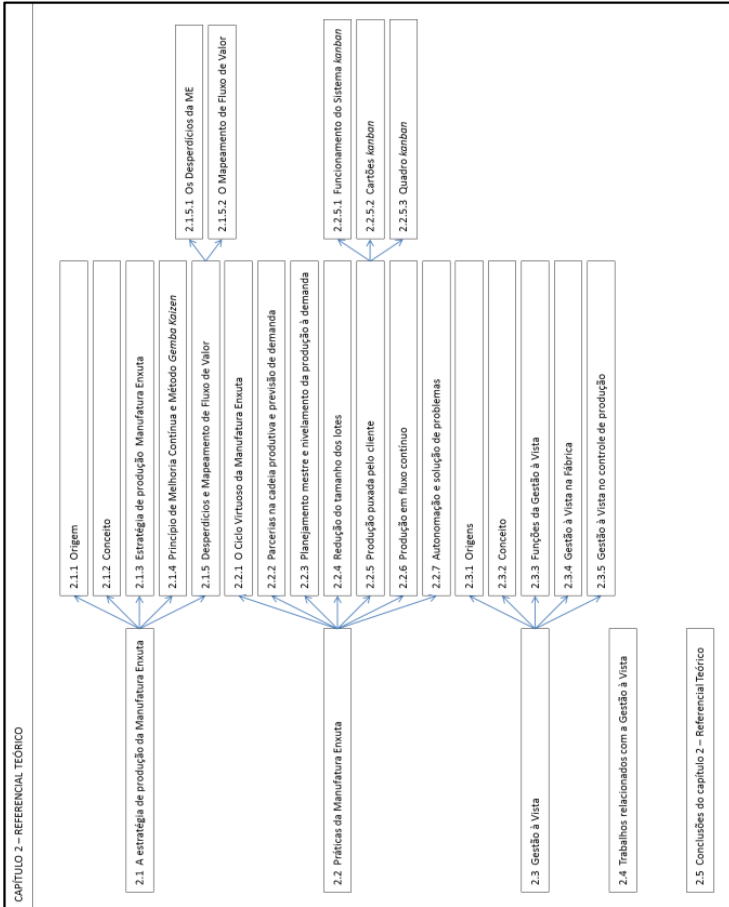 CAPÍTULO 2 – REFERENCIAL TEÓRICO
2.1 A estratégia de produção da Manufatura Enxuta
2.1.1 Origem
2.1.2 Conceito
2.1.3 Estratégia de produção Manufatura Enxuta
2.1.4 Princípio de Melhoria Contínua e Método Gemba Kaizen
2.1.5 Desperdícios e Mapeamento de Fluxo de Valor
2.1.5.1 Os Desperdícios da ME
2.1.5.2 O Mapeamento de Fluxo de Valor
2.2 Práticas da Manufatura Enxuta
2.2.1 O Ciclo Virtuoso da Manufatura Enxuta
2.2.2 Parcerias na cadeia produtiva e previsão de demanda
2.2.3 Planejamento mestre e nivelamento da produção à demanda
2.2.4 Redução do tamanho dos lotes
2.2.5 Produção puxada pelo cliente
2.2.5.1 Funcionamento do Sistema kanban
2.2.5.2 Cartões kanban
2.2.5.3 Quadro kanban
2.2.6 Produção em fluxo contínuo
2.2.7 Autonomação e solução de problemas
2.3 Gestão à Vista
2.3.1 Origens
2.3.2 Conceito
2.3.3 Funções da Gestão à Vista
2.3.4 Gestão à Vista na Fábrica
2.3.5 Gestão à Vista no controle de produção
2.4 Trabalhos relacionados com a Gestão à Vista
2.5 Conclusões do capítulo 2 – Referencial Teórico